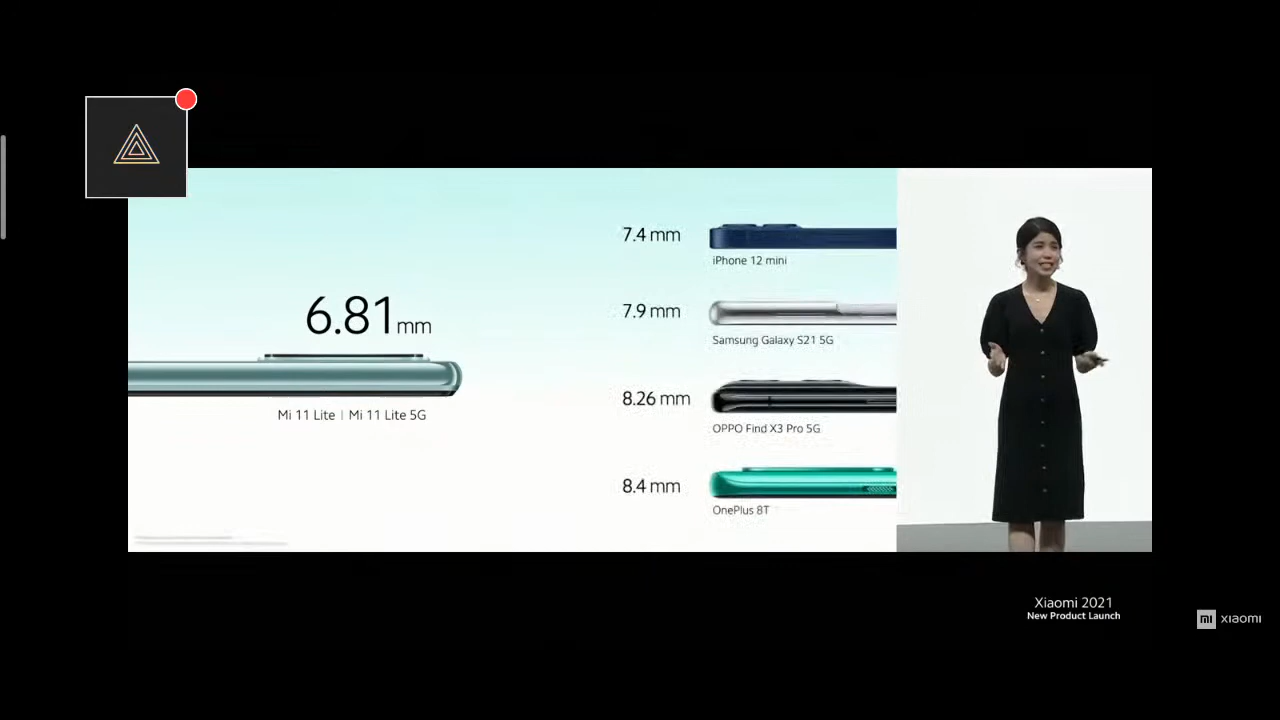 6.81mm
Mi 11 Lite | Mi 11 Lite 5G
7.4 mm
iPhone 12 mini
7.9 mm
Samsung Galaxy S21 5G
8.26 mm
OPPO Find X3 Pro 5G
8.4 mm
OnePlus 8T
Xiaomi 2021
New Product Launch
mi xiaomi